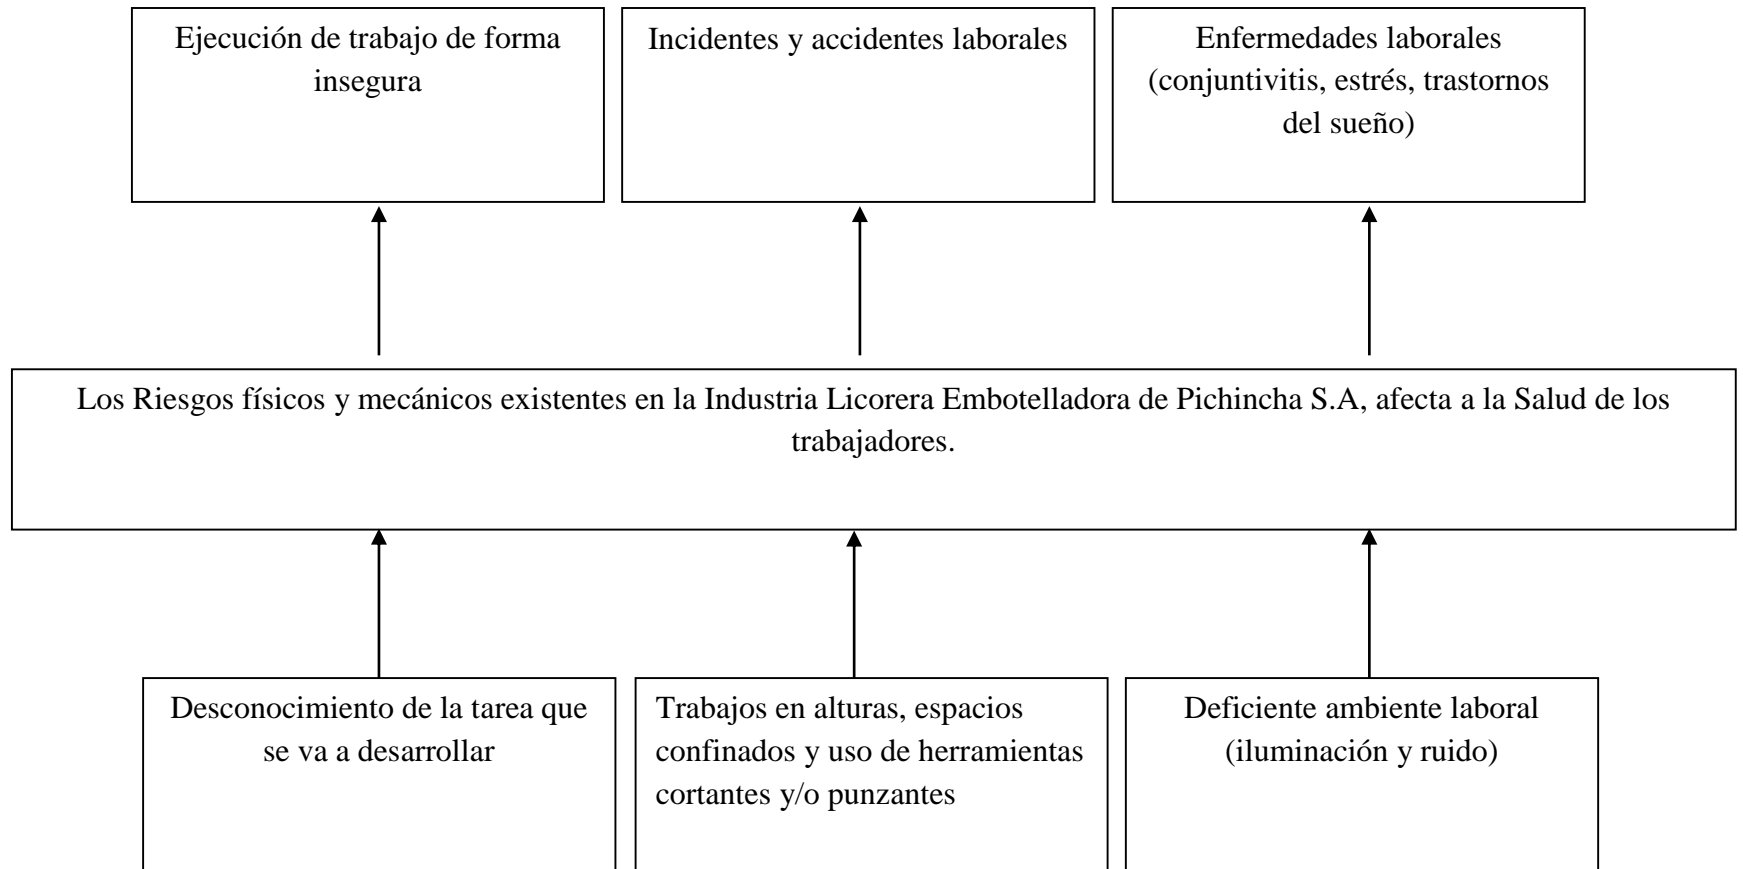 Ejecución de trabajo de forma
insegura
Incidentes y accidentes laborales
Enfermedades laborales
(conjuntivitis, estrés, trastornos
del sueño)
Los Riesgos físicos y mecánicos existentes en la Industria Licorera Embotelladora de Pichincha S.A, afecta a la Salud de los
trabajadores.
Desconocimiento de la tarea que
se va a desarrollar
Trabajos en alturas, espacios
confinados y uso de herramientas
cortantes y/o punzantes
Deficiente ambiente laboral
(iluminación y ruido)